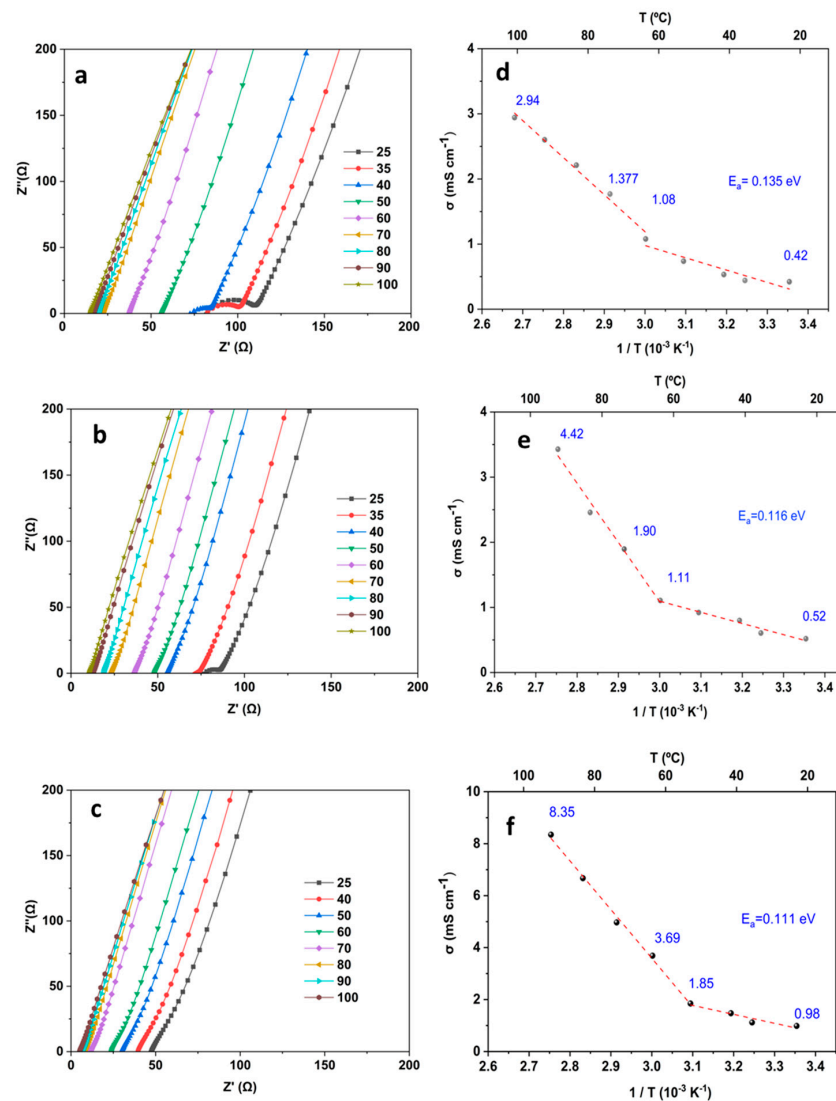 a
200
150
100
50
0
Z''(Ω)
0 50 100 150 200
Z' (Ω)
25
35
40
50
60
70
80
90
100
d
T (ºC)
100 80 60 40 20
4
3
2
1
0
σ (mS cm⁻¹)
2.94
1.377
1.08
0.42
Eₐ= 0.135 eV
2.6 2.7 2.8 2.9 3.0 3.1 3.2 3.3 3.4
1 / T (10⁻³ K⁻¹)
b
200
150
100
50
0
Z''(Ω)
0 50 100 150 200
Z' (Ω)
25
35
40
50
60
70
80
90
100
e
T (ºC)
100 80 60 40 20
4
3
2
1
0
σ (mS cm⁻¹)
4.42
1.90
1.11
0.52
Eₐ=0.116 eV
2.6 2.7 2.8 2.9 3.0 3.1 3.2 3.3 3.4
1 / T (10⁻³ K⁻¹)
c
200
150
100
50
0
Z''(Ω)
0 50 100 150 200
Z' (Ω)
25
40
50
60
70
80
90
100
f
T (ºC)
100 80 60 40 20
10
8
6
4
2
0
σ (mS cm⁻¹)
8.35
3.69
1.85
0.98
Eₐ=0.111 eV
2.6 2.7 2.8 2.9 3.0 3.1 3.2 3.3 3.4
1 / T (10⁻³ K⁻¹)